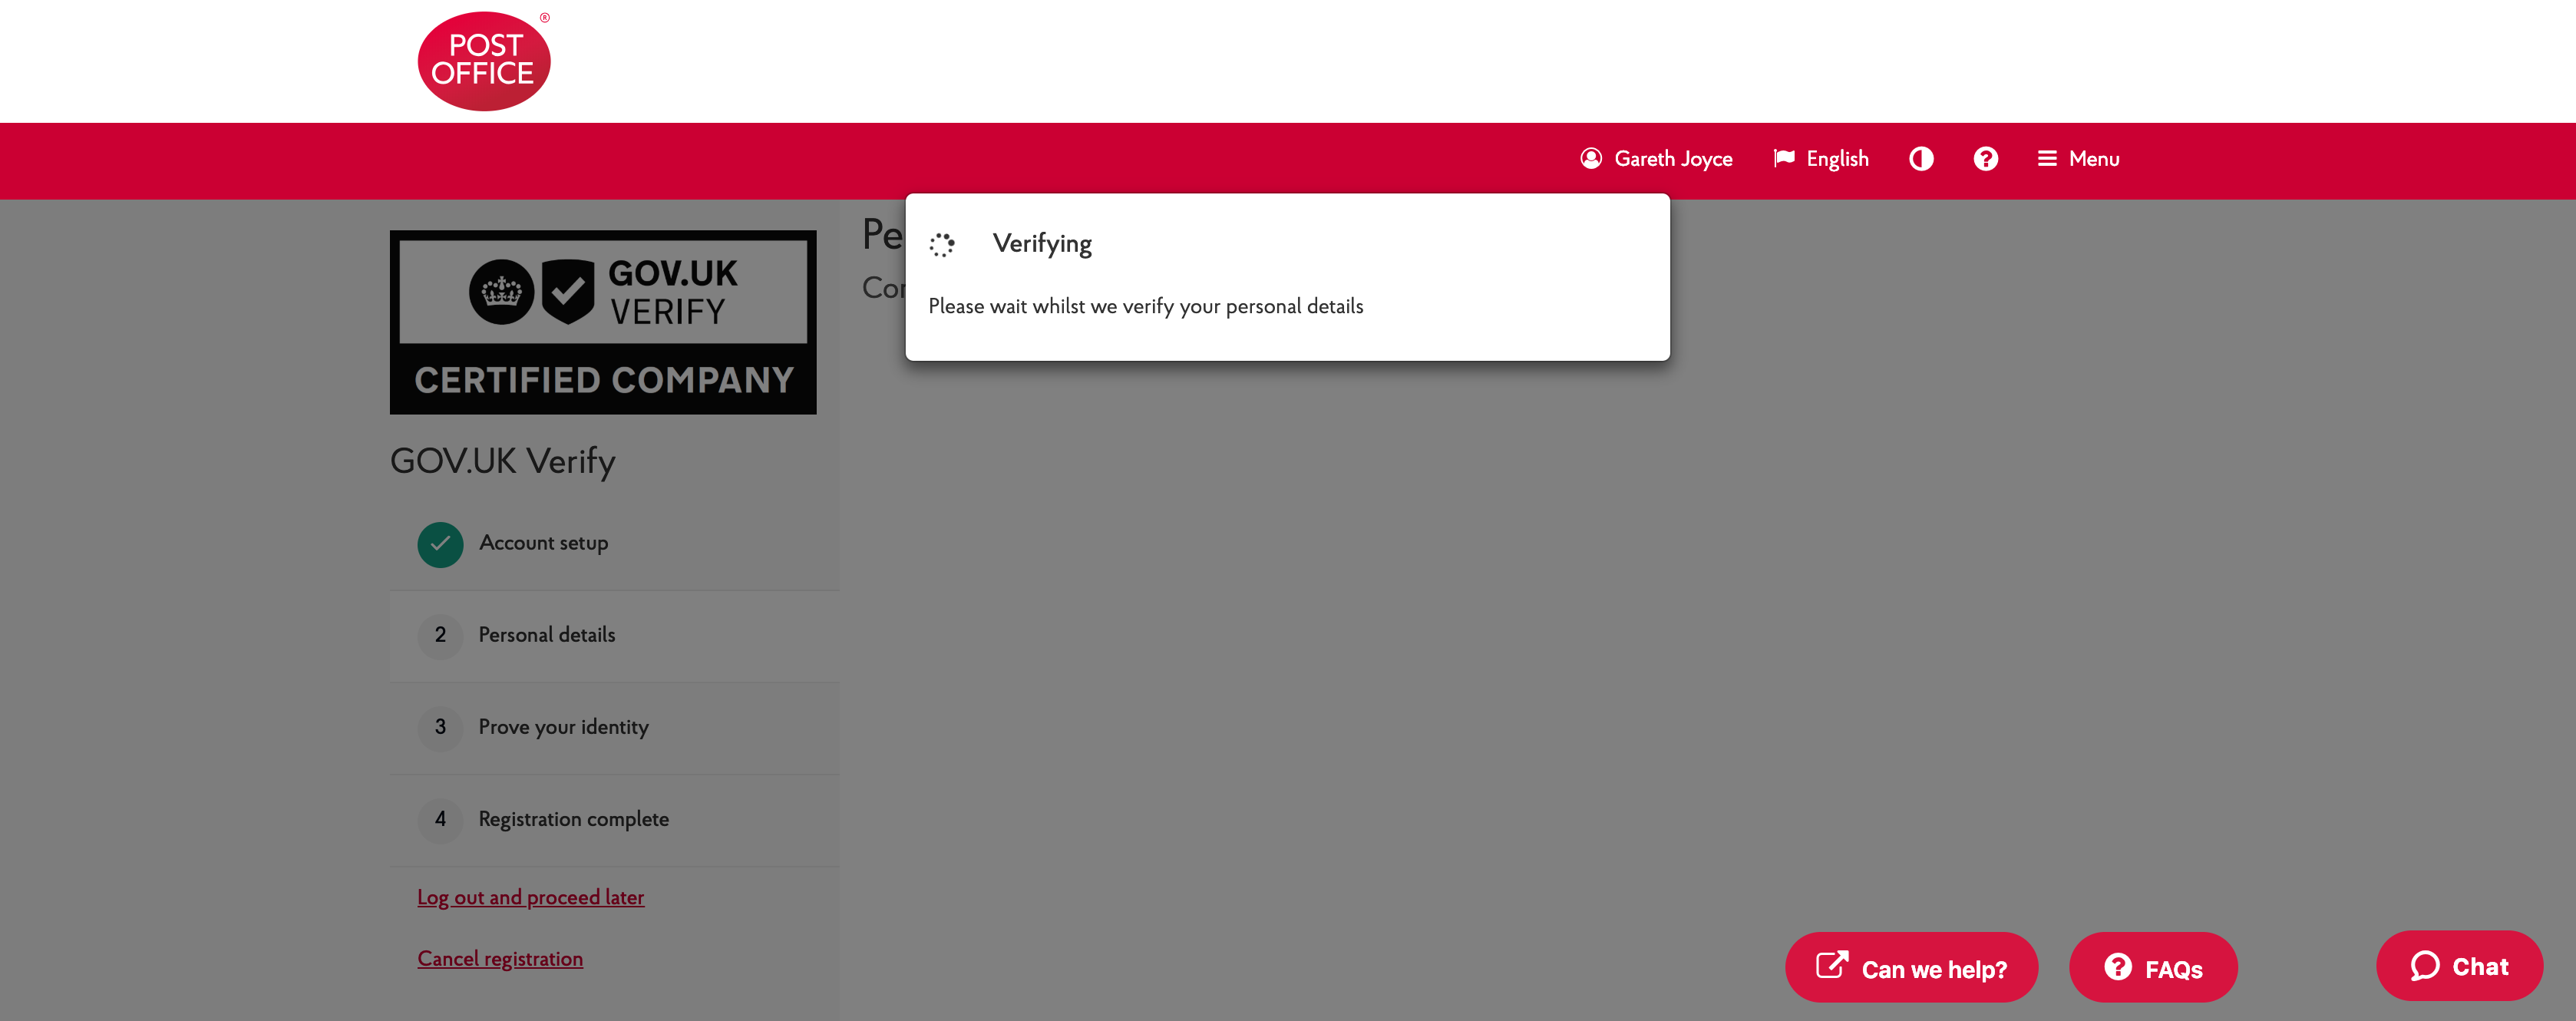 POST
OFFICE
®
Gareth Joyce
English
Menu
Verifying
Please wait whilst we verify your personal details
Pe
Cor
GOV.UK
VERIFY
CERTIFIED COMPANY
GOV.UK Verify
Account setup
2 Personal details
3 Prove your identity
4 Registration complete
Log out and proceed later
Cancel registration
Can we help?
FAQs
Chat